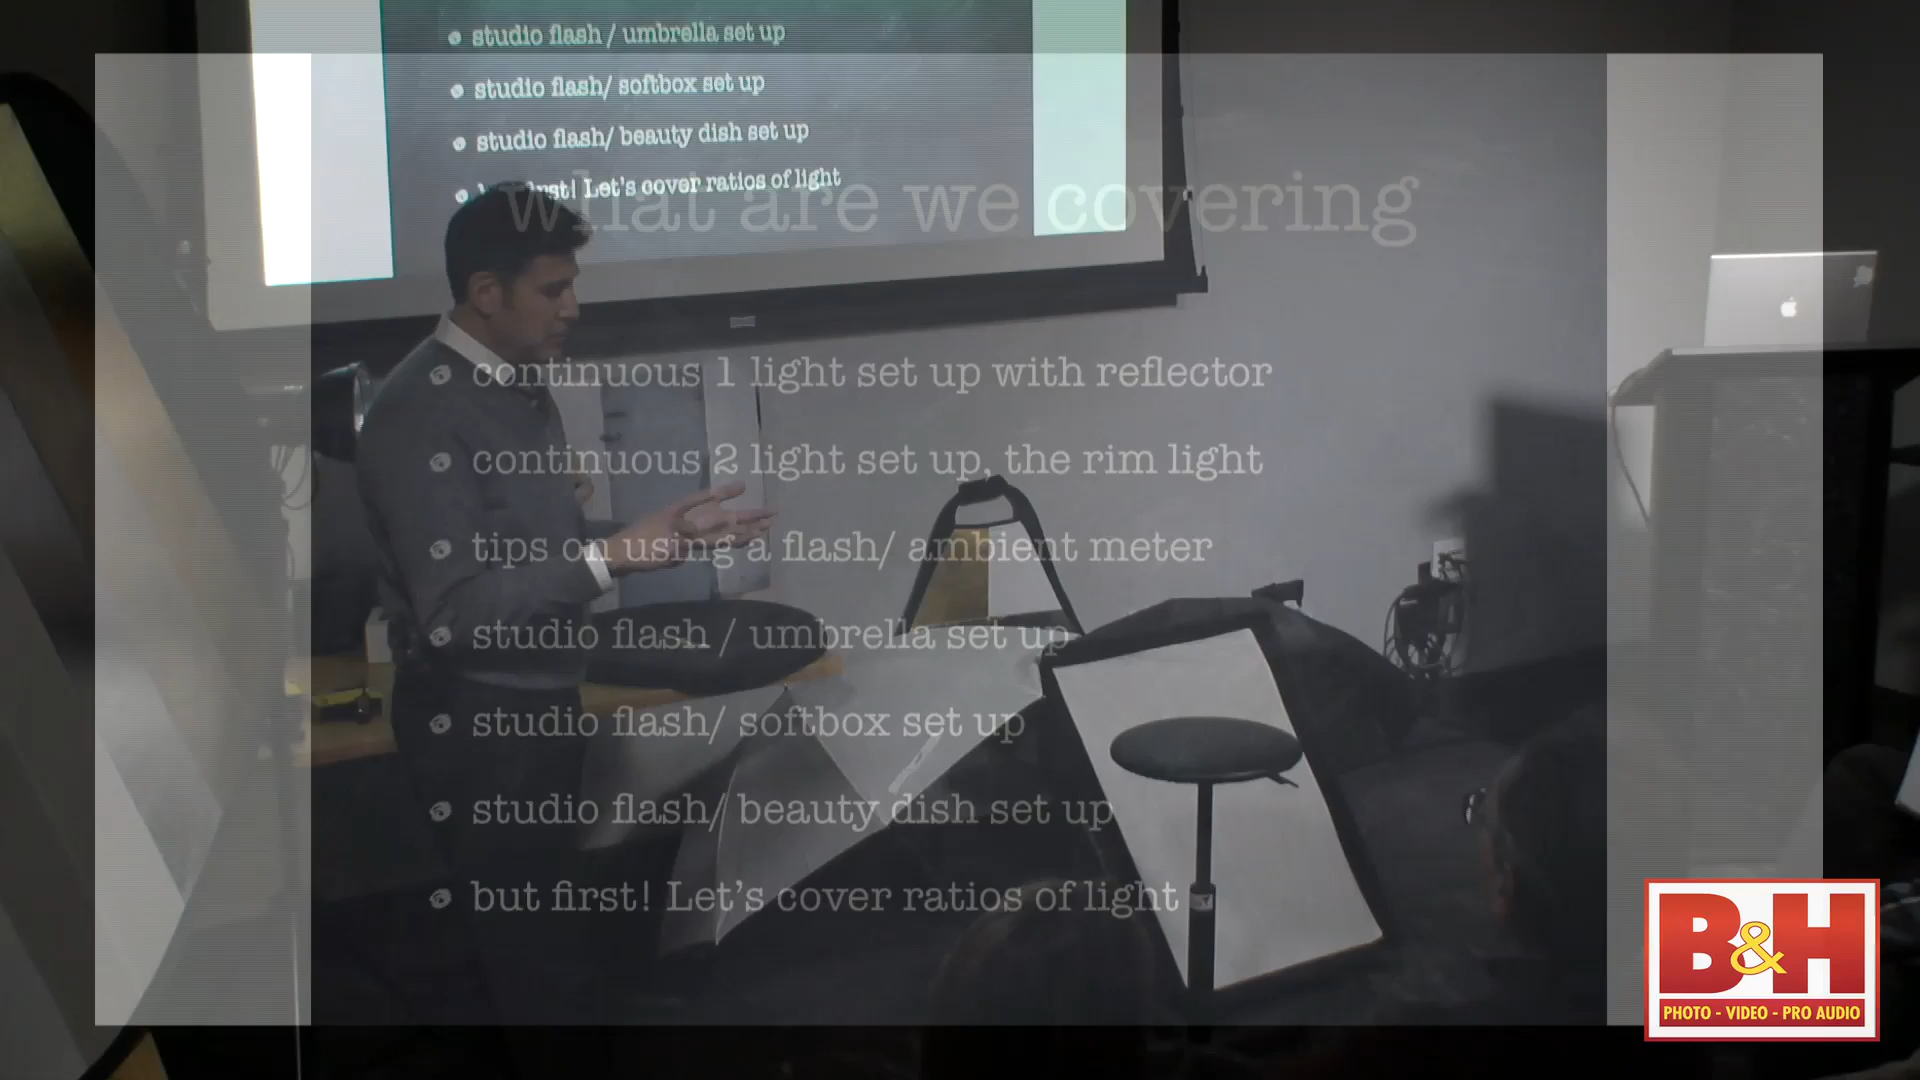 studio flash / umbrella set up
studio flash/ softbox set up
studio flash/ beauty dish set up
Let's cover ratios of light
what are we covering
continuous 1 light set up with reflector
continuous 2 light set up, the rim light
tips on using a flash/ ambient meter
studio flash / umbrella set up
studio flash/ softbox set up
studio flash/ beauty dish set up
but first! Let's cover ratios of light
B&H
PHOTO - VIDEO - PRO AUDIO